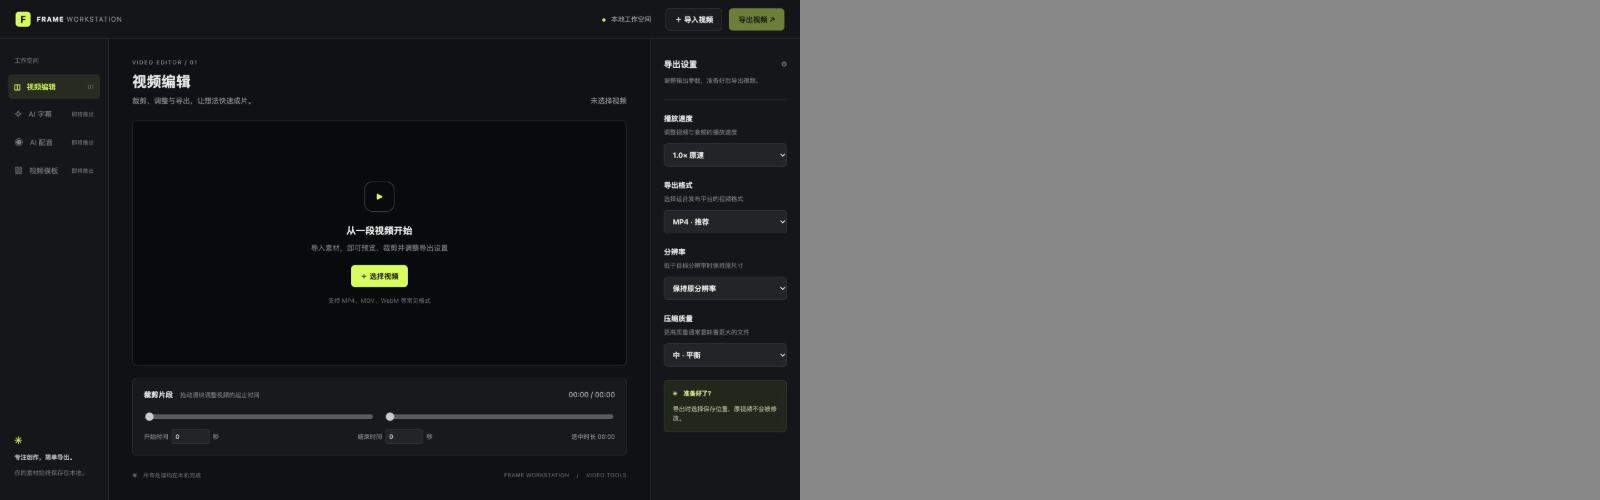 F FRAME WORKSTATION
本地工作空间
+ 导入视频
导出视频 ↗
工作空间
视频编辑 01
AI 字幕 即将推出
AI 配音 即将推出
视频模板 即将推出
专注创作，简单导出。
你的素材始终保存在本地。
VIDEO EDITOR / 01
视频编辑
裁剪、调整与导出，让想法快速成片。
未选择视频
从一段视频开始
导入素材，即可预览、裁剪并调整导出设置
+ 选择视频
支持 MP4、MOV、WebM 等常见格式
裁剪片段 拖动滑块调整视频的起止时间
00:00 / 00:00
开始时间 0 秒
结束时间 0 秒
选中时长 00:00
所有处理均在本机完成
FRAME WORKSTATION / VIDEO TOOLS
导出设置
调整输出参数，准备好后导出视频。
播放速度
调整视频与音频的播放速度
1.0× 原速
导出格式
选择适合发布平台的视频格式
MP4 · 推荐
分辨率
低于目标分辨率时保持原尺寸
保持原分辨率
压缩质量
更高质量通常意味着更大的文件
中 · 平衡
准备好了?
导出时选择保存位置，原视频不会被修
改。